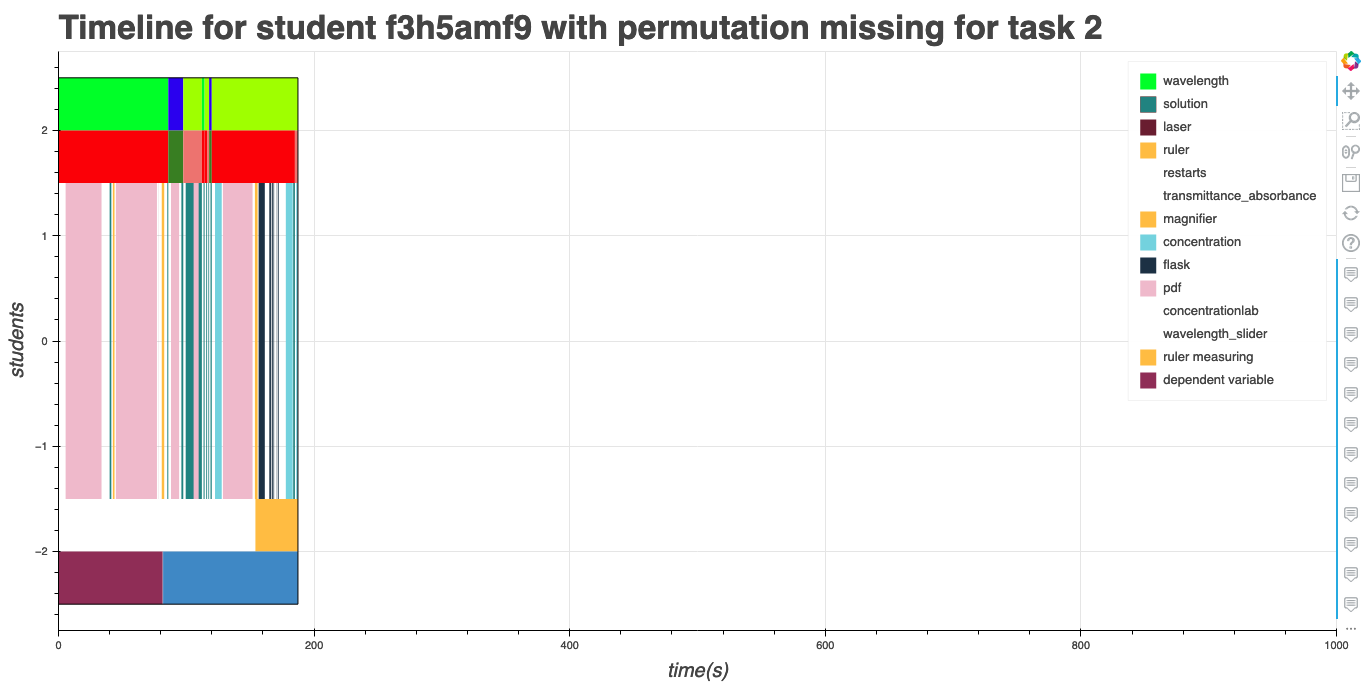 Timeline for student f3h5amf9 with permutation missing for task 2
wavelength
solution
laser
ruler
restarts
transmittance_absorbance
magnifier
concentration
flask
pdf
concentrationlab
wavelength_slider
ruler measuring
dependent variable
students
2
1
0
−1
−2
0 200 400 600 800 1000
time(s)